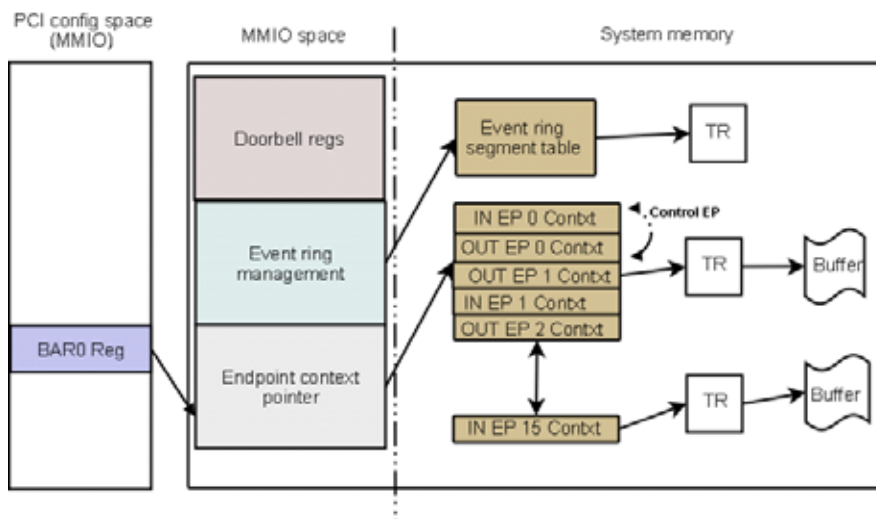 PCI config space
(MMIO)
MMIO space
System memory
Doorbell regs
Event ring
management
Endpoint context
pointer
BAR0 Reg
Event ring
segment table
TR
IN EP 0 Contxt
OUT EP 0 Contxt
OUT EP 1 Contxt
IN EP 1 Contxt
OUT EP 2 Contxt
Control EP
TR
Buffer
IN EP 15 Contxt
TR
Buffer